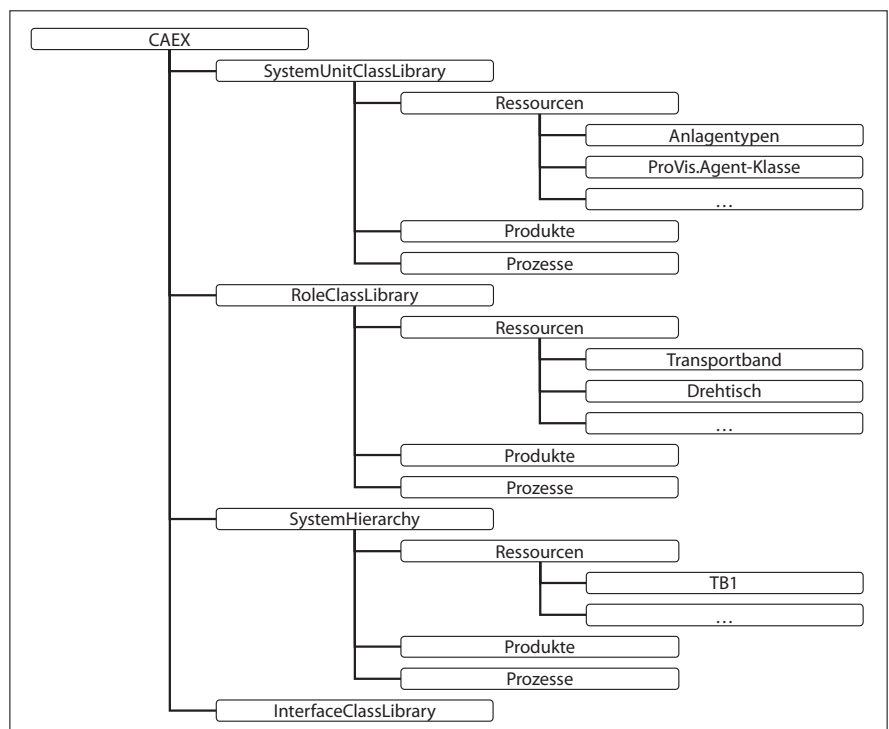 CAEX
SystemUnitClassLibrary
Ressourcen
Anlagentypen
ProVis.Agent-Klasse
…
Produkte
Prozesse
RoleClassLibrary
Ressourcen
Transportband
Drehtisch
…
Produkte
Prozesse
SystemHierarchy
Ressourcen
TB1
…
Produkte
Prozesse
InterfaceClassLibrary